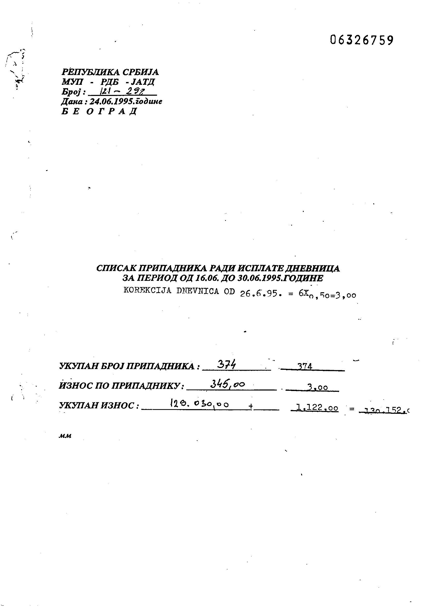 06326759
РЕПУБЛИКА СРБИЈА
МУП - РДБ - ЈАТД
Број : 121 - 292
Дана : 24.06.1995.године
Б Е О Г Р А Д
СПИСАК ПРИПАДНИКА РАДИ ИСПЛАТЕ ДНЕВНИЦА
ЗА ПЕРИОД ОД 16.06. ДО 30.06.1995.ГОДИНЕ
KOREKCIJA DNEVNICA OD 26.6.95. = 6X0,50=3,00
УКУПАН БРОЈ ПРИПАДНИКА : 374 374
ИЗНОС ПО ПРИПАДНИКУ : 345,00 3.00
УКУПАН ИЗНОС : 129.030,00 + 1.122.00 = 130.152.0
мм